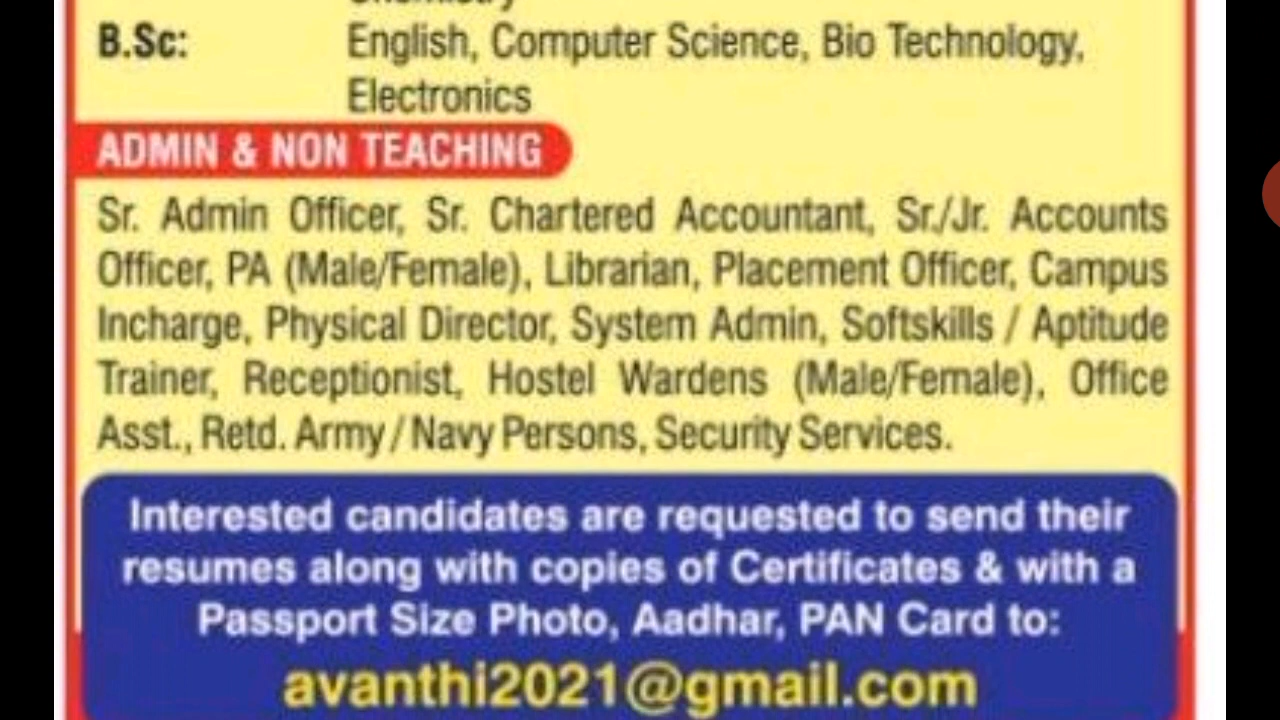 Chemistry
B.Sc: English, Computer Science, Bio Technology,
Electronics
ADMIN & NON TEACHING
Sr. Admin Officer, Sr. Chartered Accountant, Sr./Jr. Accounts
Officer, PA (Male/Female), Librarian, Placement Officer, Campus
Incharge, Physical Director, System Admin, Softskills / Aptitude
Trainer, Receptionist, Hostel Wardens (Male/Female), Office
Asst., Retd. Army / Navy Persons, Security Services.
Interested candidates are requested to send their
resumes along with copies of Certificates & with a
Passport Size Photo, Aadhar, PAN Card to:
avanthi2021@gmail.com